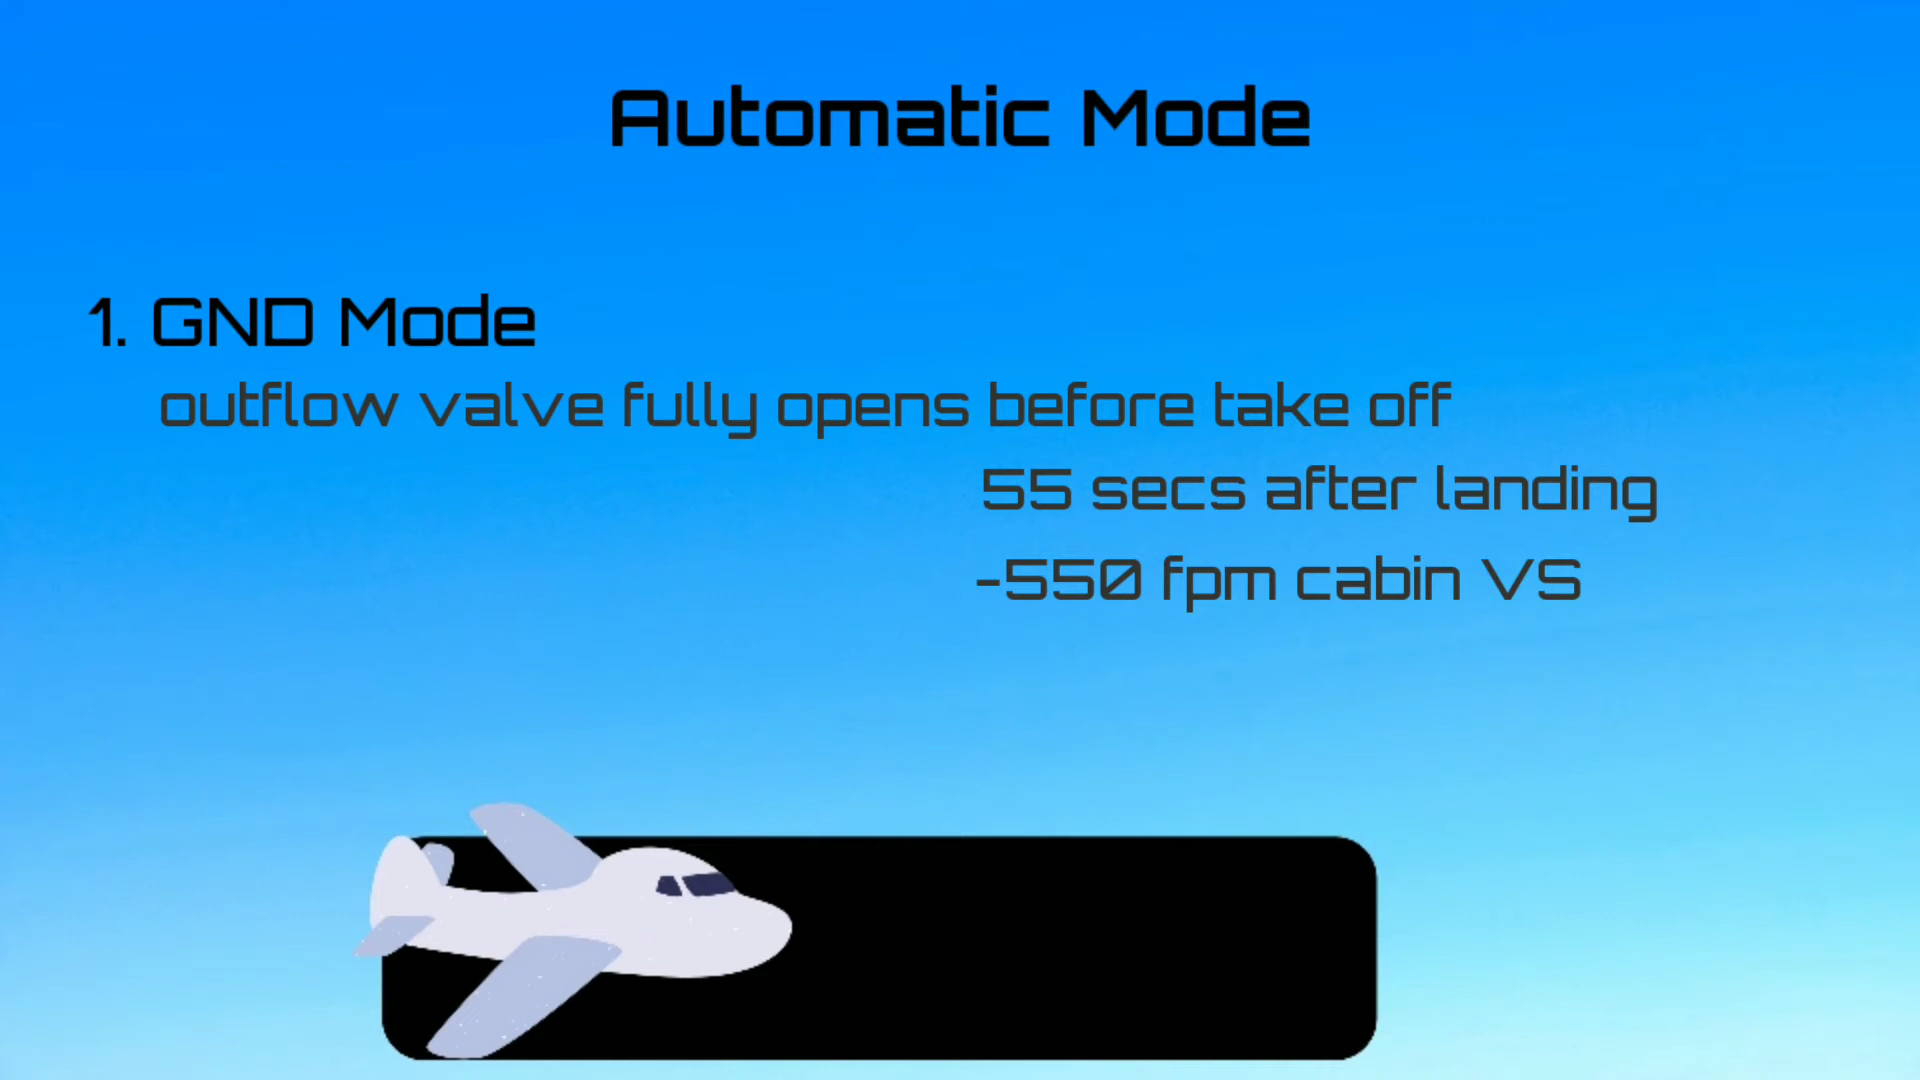 Automatic Mode
1. GND Mode
outflow valve fully opens before take off
55 secs after landing
-550 fpm cabin VS